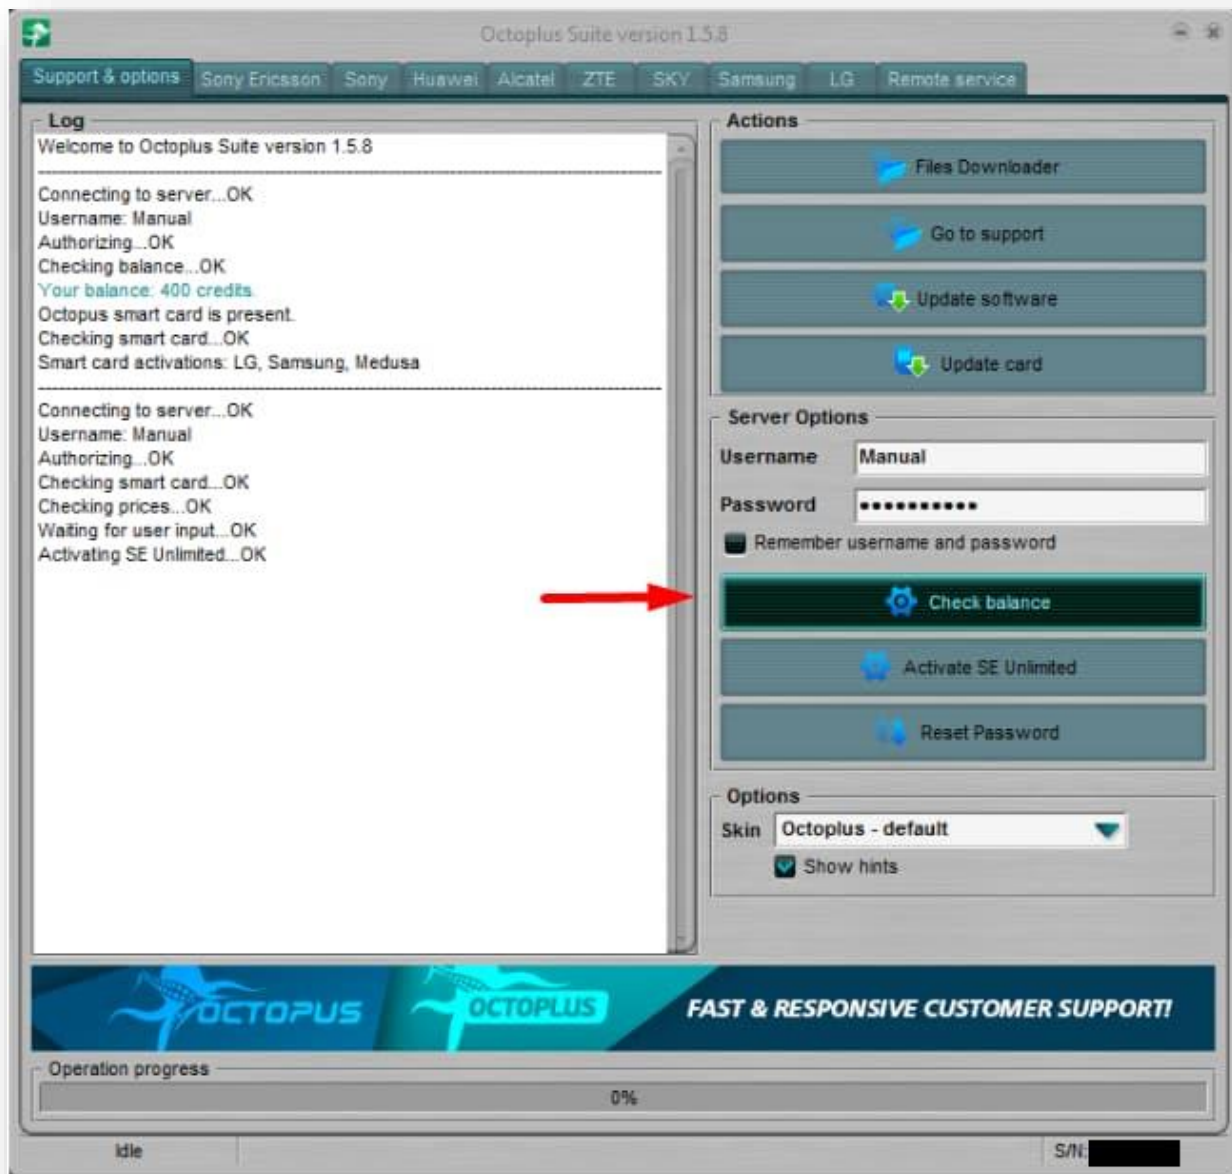 Octoplus Suite version 1.5.8
Support & options Sony Ericsson Sony Huawei Alcatel ZTE SKY Samsung LG Remote service
Log
Welcome to Octoplus Suite version 1.5.8
Connecting to server...OK
Username: Manual
Authorizing...OK
Checking balance...OK
Your balance: 400 credits.
Octopus smart card is present.
Checking smart card...OK
Smart card activations: LG, Samsung, Medusa
Connecting to server...OK
Username: Manual
Authorizing...OK
Checking smart card...OK
Checking prices...OK
Waiting for user input...OK
Activating SE Unlimited...OK
Actions
Files Downloader
Go to support
Update software
Update card
Server Options
Username Manual
Password ●●●●●●●●●●
Remember username and password
Check balance
Activate SE Unlimited
Reset Password
Options
Skin Octoplus - default
Show hints
OCTOPUS OCTOPLUS FAST & RESPONSIVE CUSTOMER SUPPORT!
Operation progress
0%
Idle S/N: